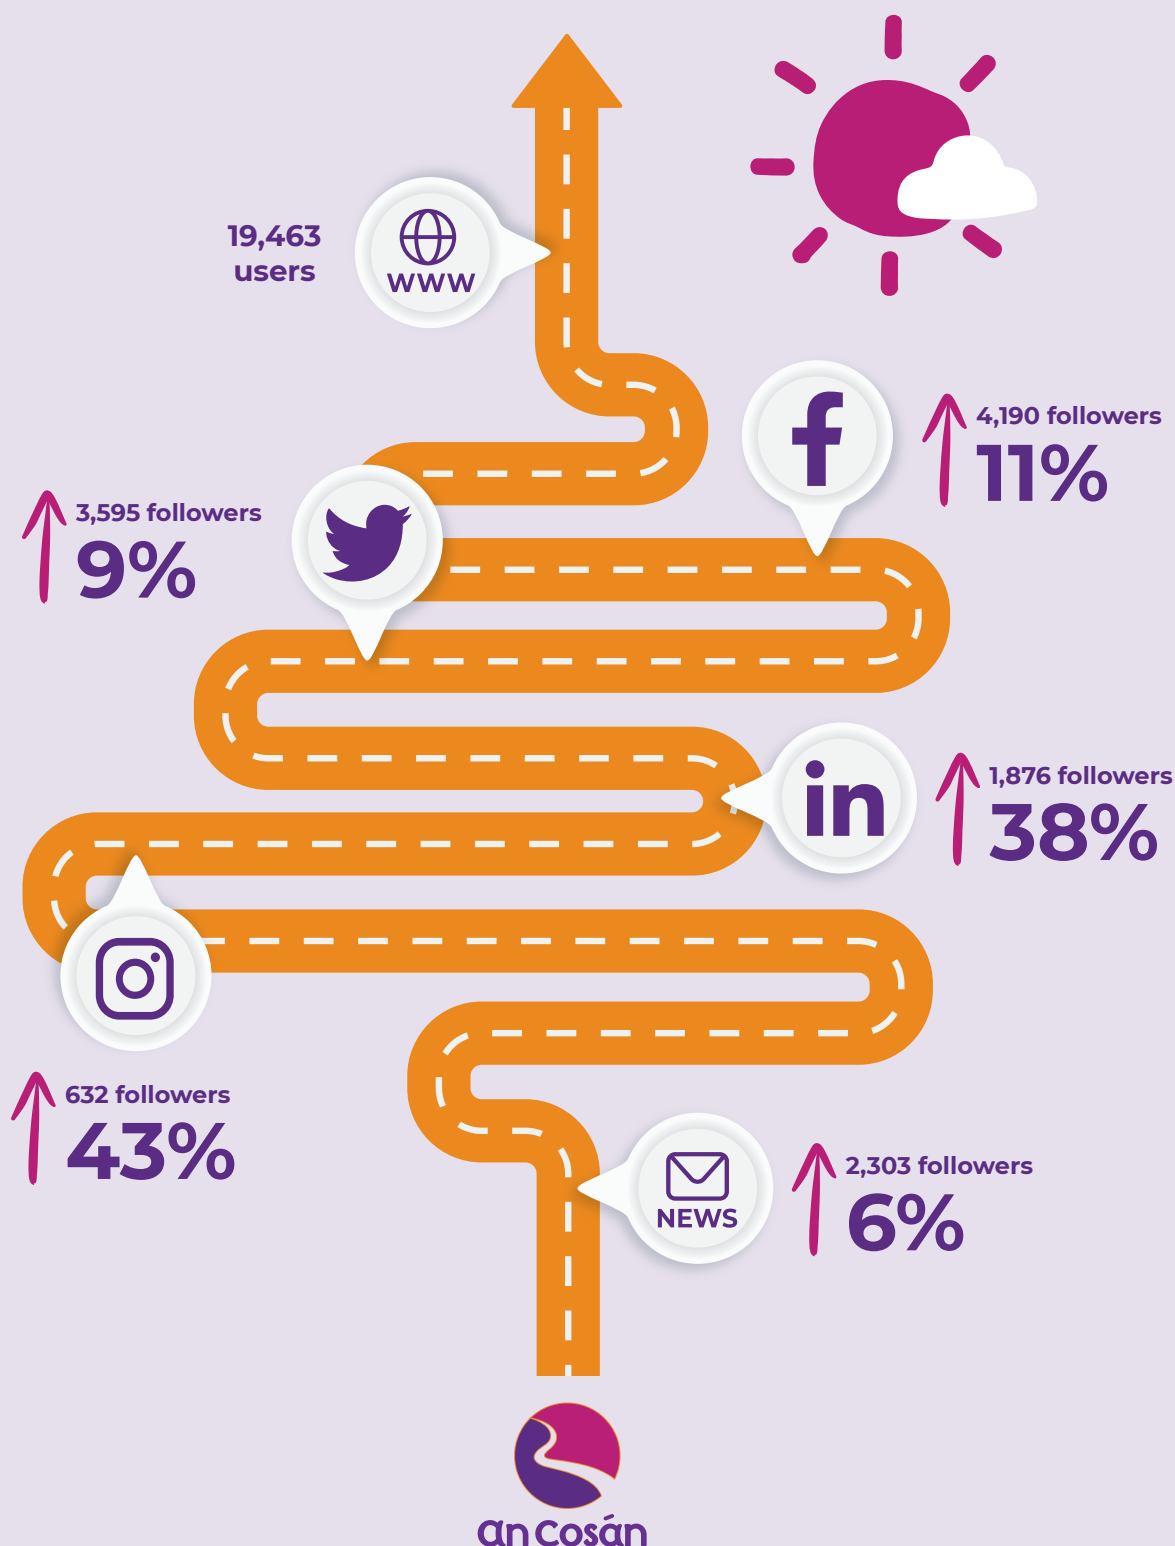 19,463
users
WWW
4,190 followers
11%
3,595 followers
9%
1,876 followers
38%
in
632 followers
43%
2,303 followers
6%
NEWS
an Cosán